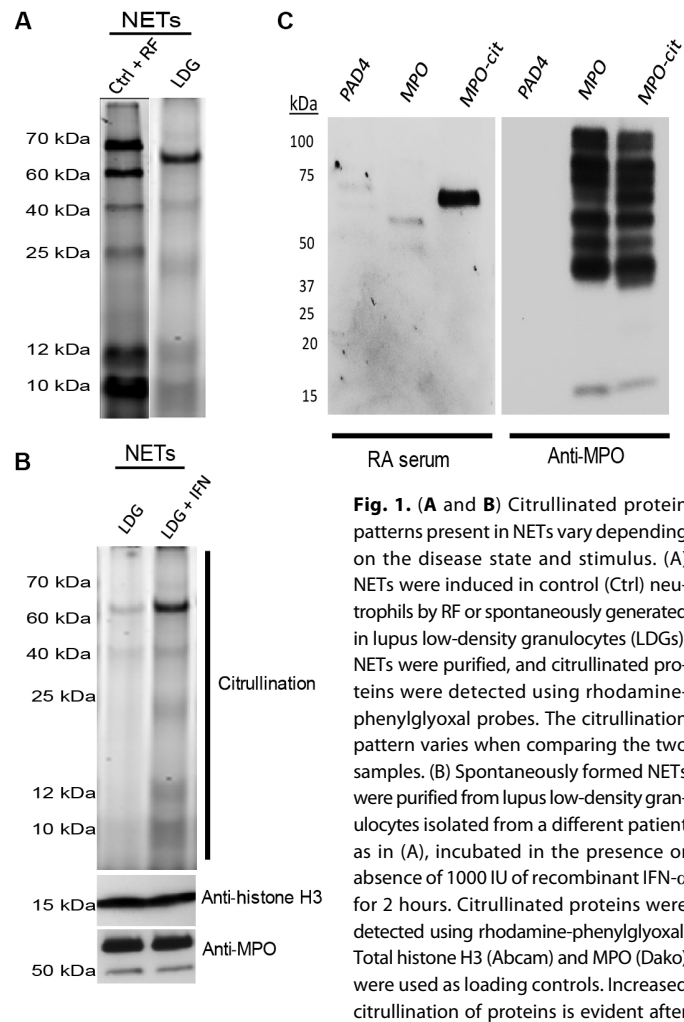 A
NETs
Ctrl + RF
LDG
70 kDa
60 kDa
40 kDa
25 kDa
12 kDa
10 kDa
B
NETs
LDG
LDG + IFN
70 kDa
60 kDa
40 kDa
25 kDa
12 kDa
10 kDa
Citrullination
15 kDa
Anti-histone H3
Anti-MPO
50 kDa
C
PAD4
MPO
MPO-cit
PAD4
MPO
MPO-cit
kDa
100
75
50
37
25
20
15
RA serum
Anti-MPO
Fig. 1. (A and B) Citrullinated protein
patterns present in NETs vary depending
on the disease state and stimulus. (A)
NETs were induced in control (Ctrl) neu-
trophils by RF or spontaneously generated
in lupus low-density granulocytes (LDGs)
NETs were purified, and citrullinated pro-
teins were detected using rhodamine-
phenylglyoxal probes. The citrullination
pattern varies when comparing the two
samples. (B) Spontaneously formed NETs
were purified from lupus low-density gran-
ulocytes isolated from a different patient
as in (A), incubated in the presence or
absence of 1000 IU of recombinant IFN-α
for 2 hours. Citrullinated proteins were
detected using rhodamine-phenylglyoxal
Total histone H3 (Abcam) and MPO (Dako)
were used as loading controls. Increased
citrullination of proteins is evident after